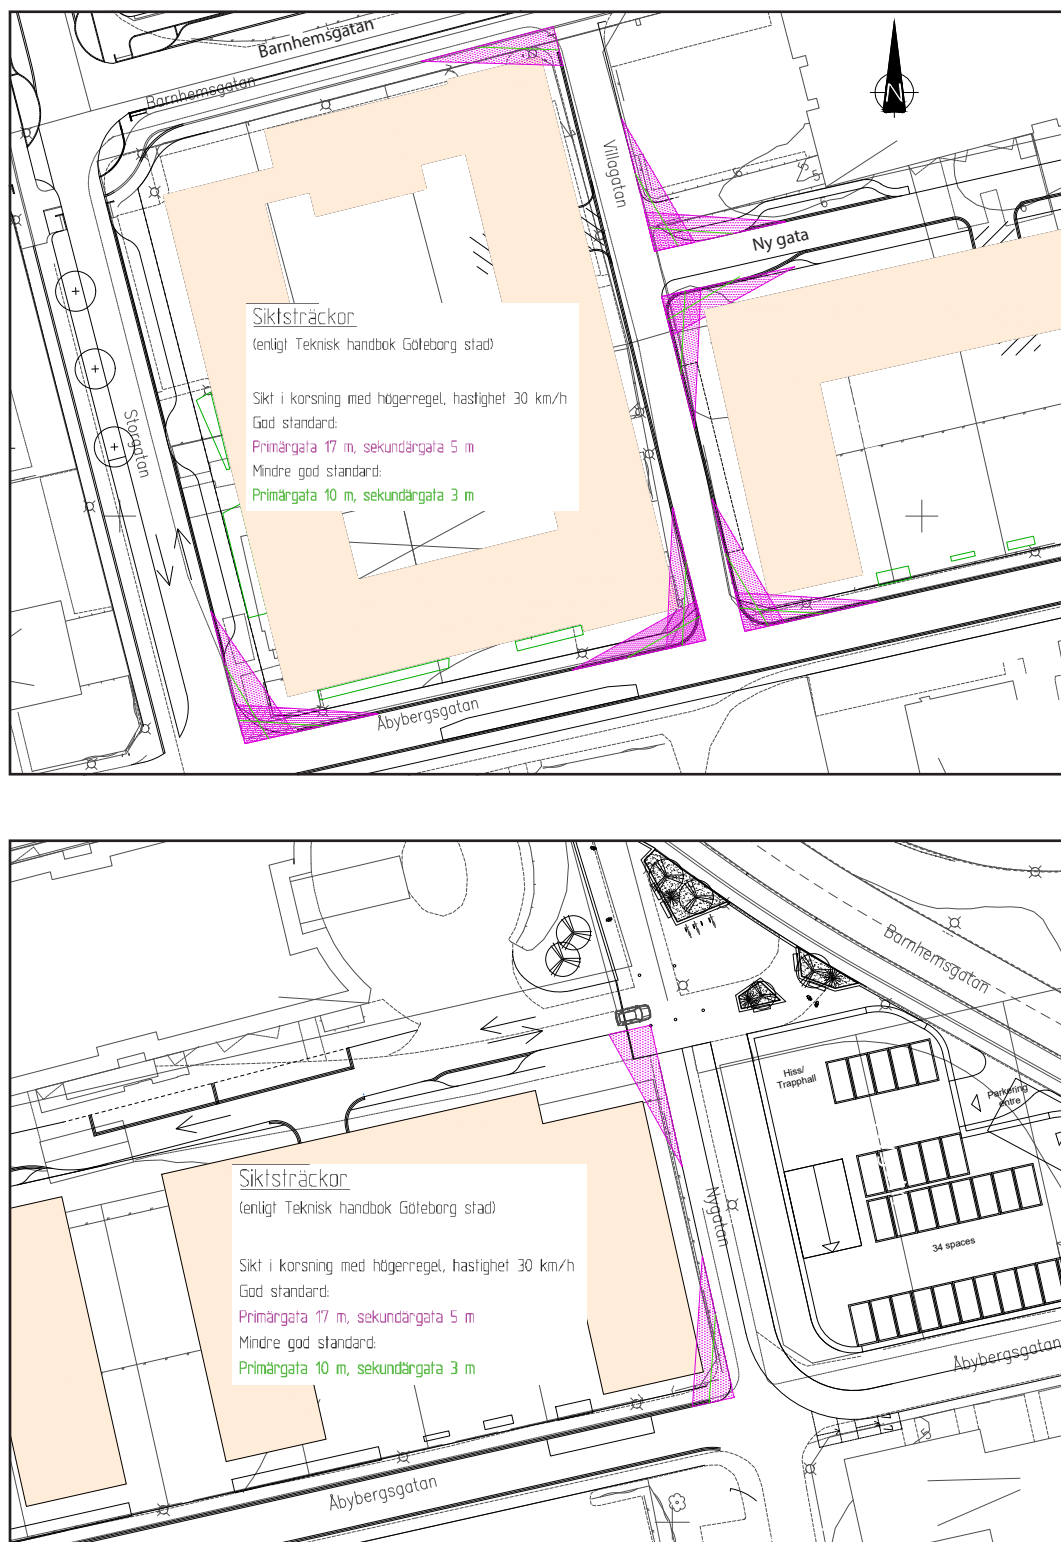 Barnhemsgatan
Barnhemsgatan
N
Villagatan
Ny gata
Siktsträckor
(enligt Teknisk handbok Göteborg stad)
Sikt i korsning med högerregel, hastighet 30 km/h
God standard:
Primärgata 17 m, sekundärgata 5 m
Mindre god standard:
Primärgata 10 m, sekundärgata 3 m
Storgatan
Åbybergsgatan
Barnhemsgatan
Hiss/
Trapphall
Parkering
entre
Siktsträckor
(enligt Teknisk handbok Göteborg stad)
Sikt i korsning med högerregel, hastighet 30 km/h
God standard:
Primärgata 17 m, sekundärgata 5 m
Mindre god standard:
Primärgata 10 m, sekundärgata 3 m
Nygatan
34 spaces
Åbybergsgatan
Åbybergsgatan